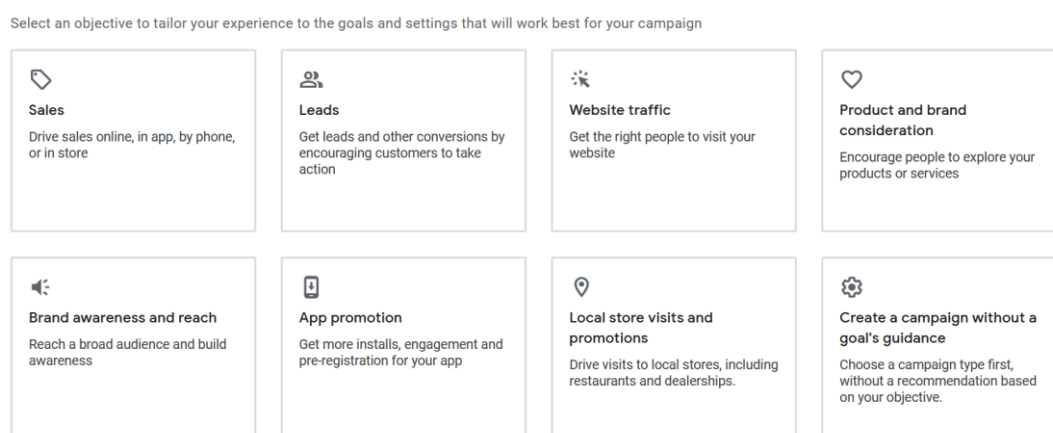 Select an objective to tailor your experience to the goals and settings that will work best for your campaign
Sales
Drive sales online, in app, by phone,
or in store
Leads
Get leads and other conversions by
encouraging customers to take
action
Website traffic
Get the right people to visit your
website
Product and brand
consideration
Encourage people to explore your
products or services
Brand awareness and reach
Reach a broad audience and build
awareness
App promotion
Get more installs, engagement and
pre-registration for your app
Local store visits and
promotions
Drive visits to local stores, including
restaurants and dealerships.
Create a campaign without a
goal's guidance
Choose a campaign type first,
without a recommendation based
on your objective.